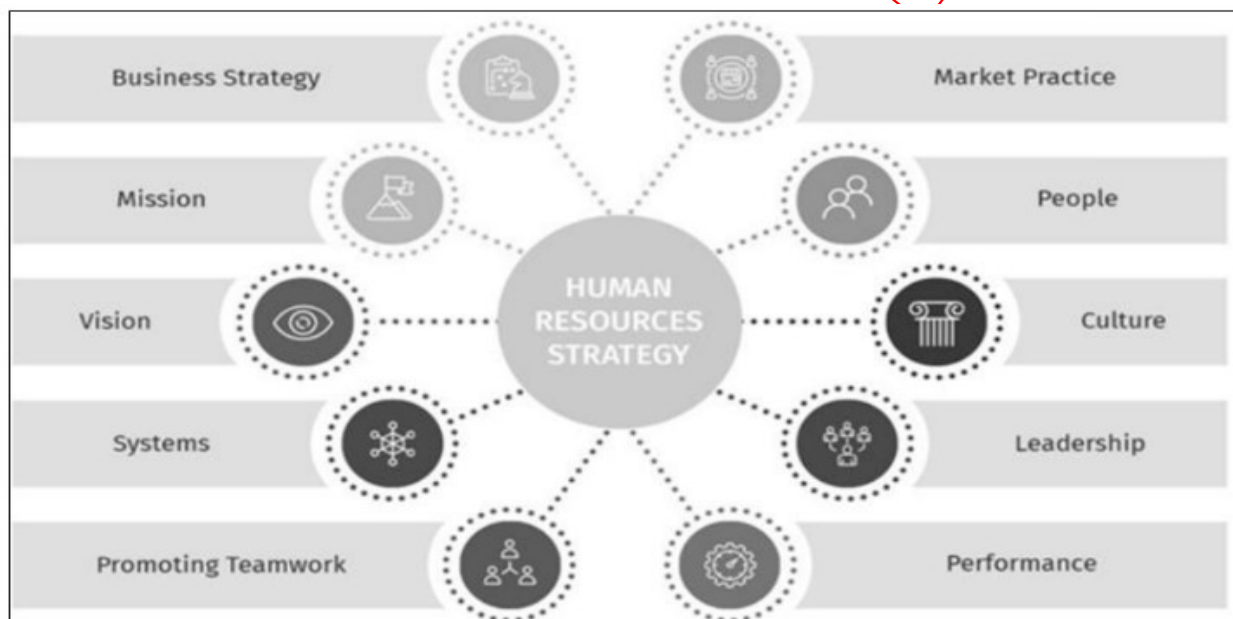 Business Strategy
Market Practice
Mission
People
HUMAN
RESOURCES
STRATEGY
Vision
Culture
Systems
Leadership
Promoting Teamwork
Performance